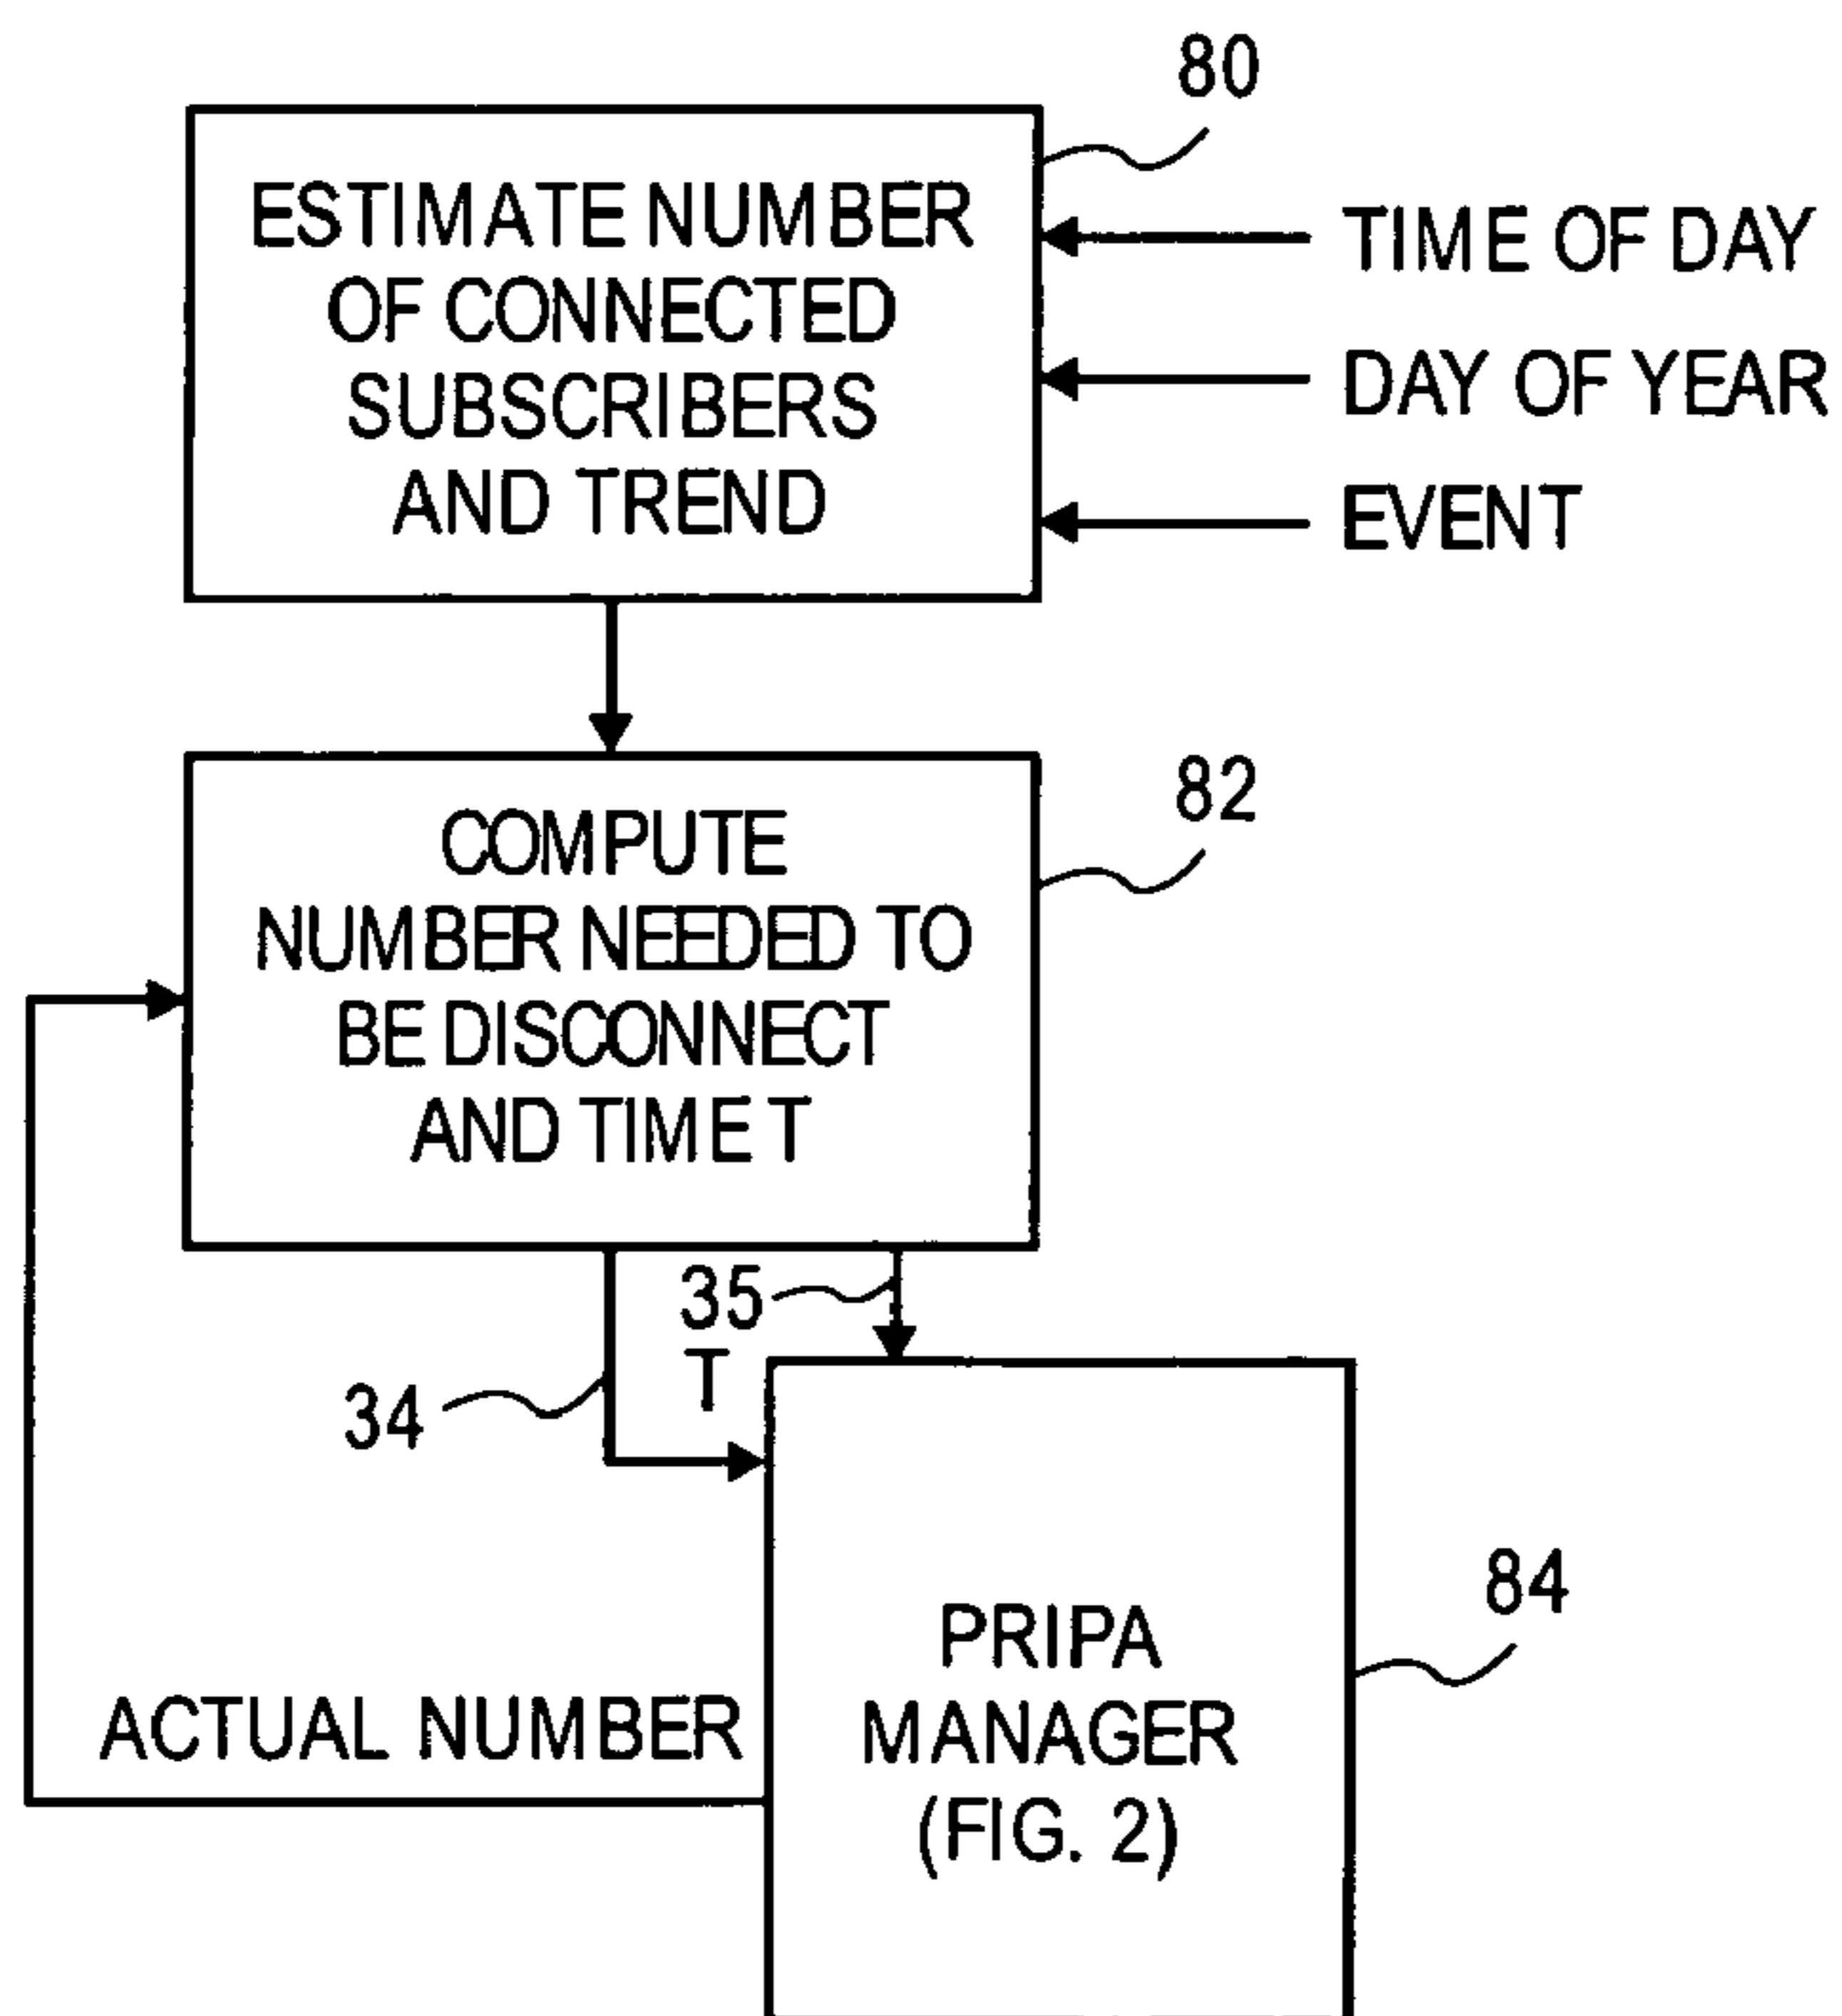 80
ESTIMATE NUMBER
OF CONNECTED
SUBSCRIBERS
AND TREND
TIME OF DAY
DAY OF YEAR
EVENT
82
COMPUTE
NUMBER NEEDED TO
BE DISCONNECT
AND TIME T
35
T
34
84
PRIPA
MANAGER
(FIG. 2)
ACTUAL NUMBER